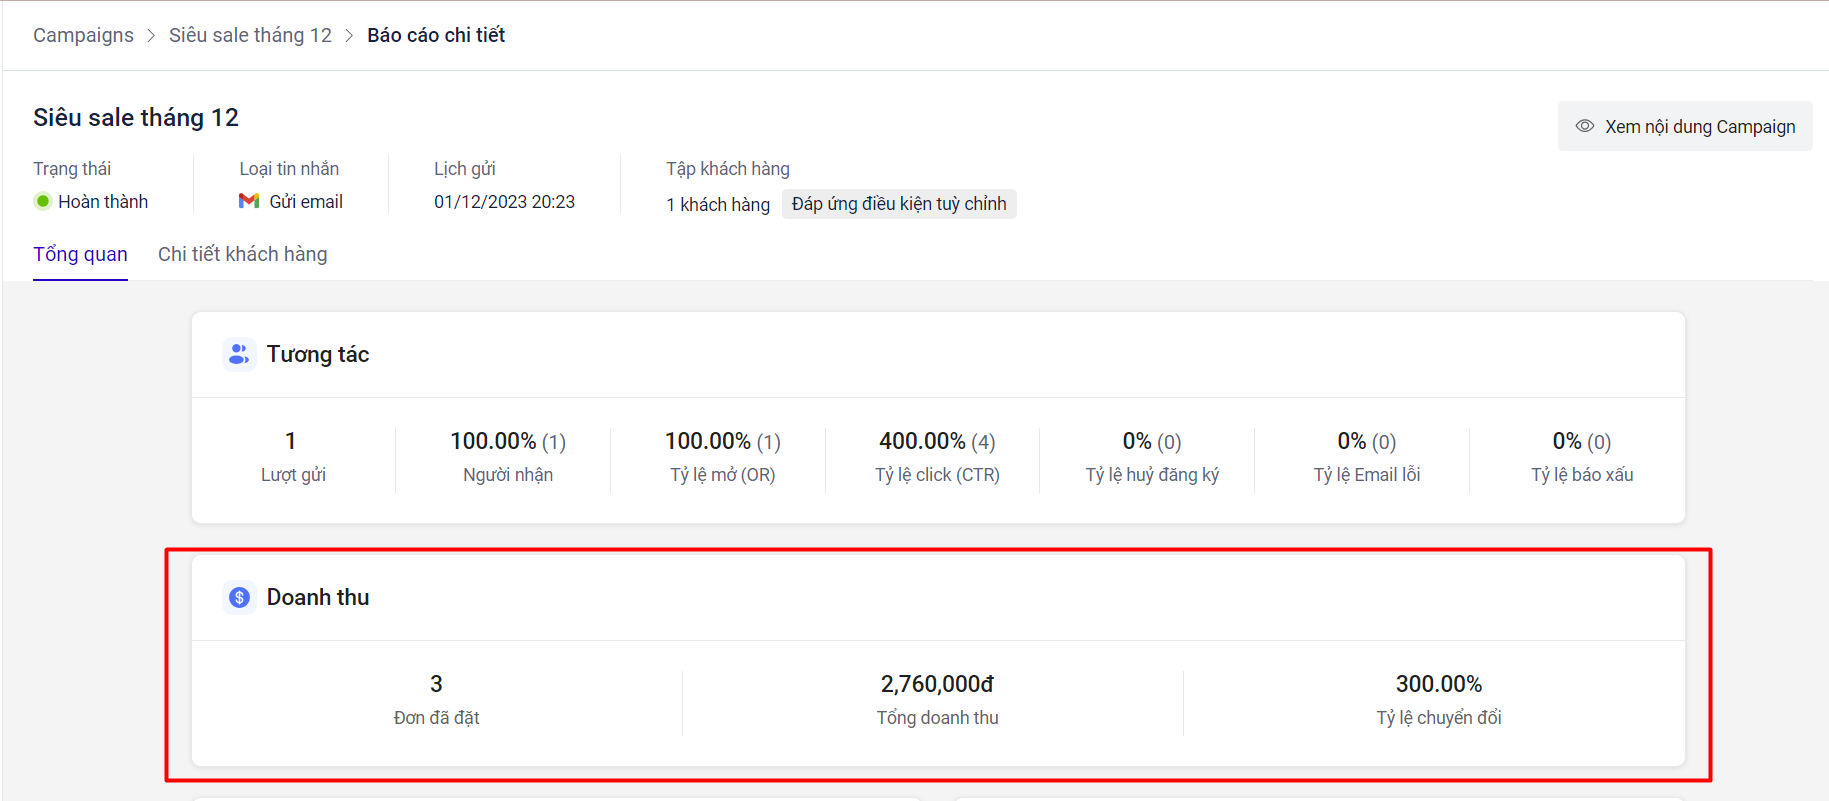 Campaigns > Siêu sale tháng 12 > Báo cáo chi tiết
Siêu sale tháng 12
Xem nội dung Campaign
Trạng thái
Hoàn thành
Loại tin nhắn
Gửi email
Lịch gửi
01/12/2023 20:23
Tập khách hàng
1 khách hàng Đáp ứng điều kiện tuỳ chỉnh
Tổng quan
Chi tiết khách hàng
Tương tác
1
Lượt gửi
100.00% (1)
Người nhận
100.00% (1)
Tỷ lệ mở (OR)
400.00% (4)
Tỷ lệ click (CTR)
0% (0)
Tỷ lệ huỷ đăng ký
0% (0)
Tỷ lệ Email lỗi
0% (0)
Tỷ lệ báo xấu
$ Doanh thu
3
Đơn đã đặt
2,760,000đ
Tổng doanh thu
300.00%
Tỷ lệ chuyển đổi